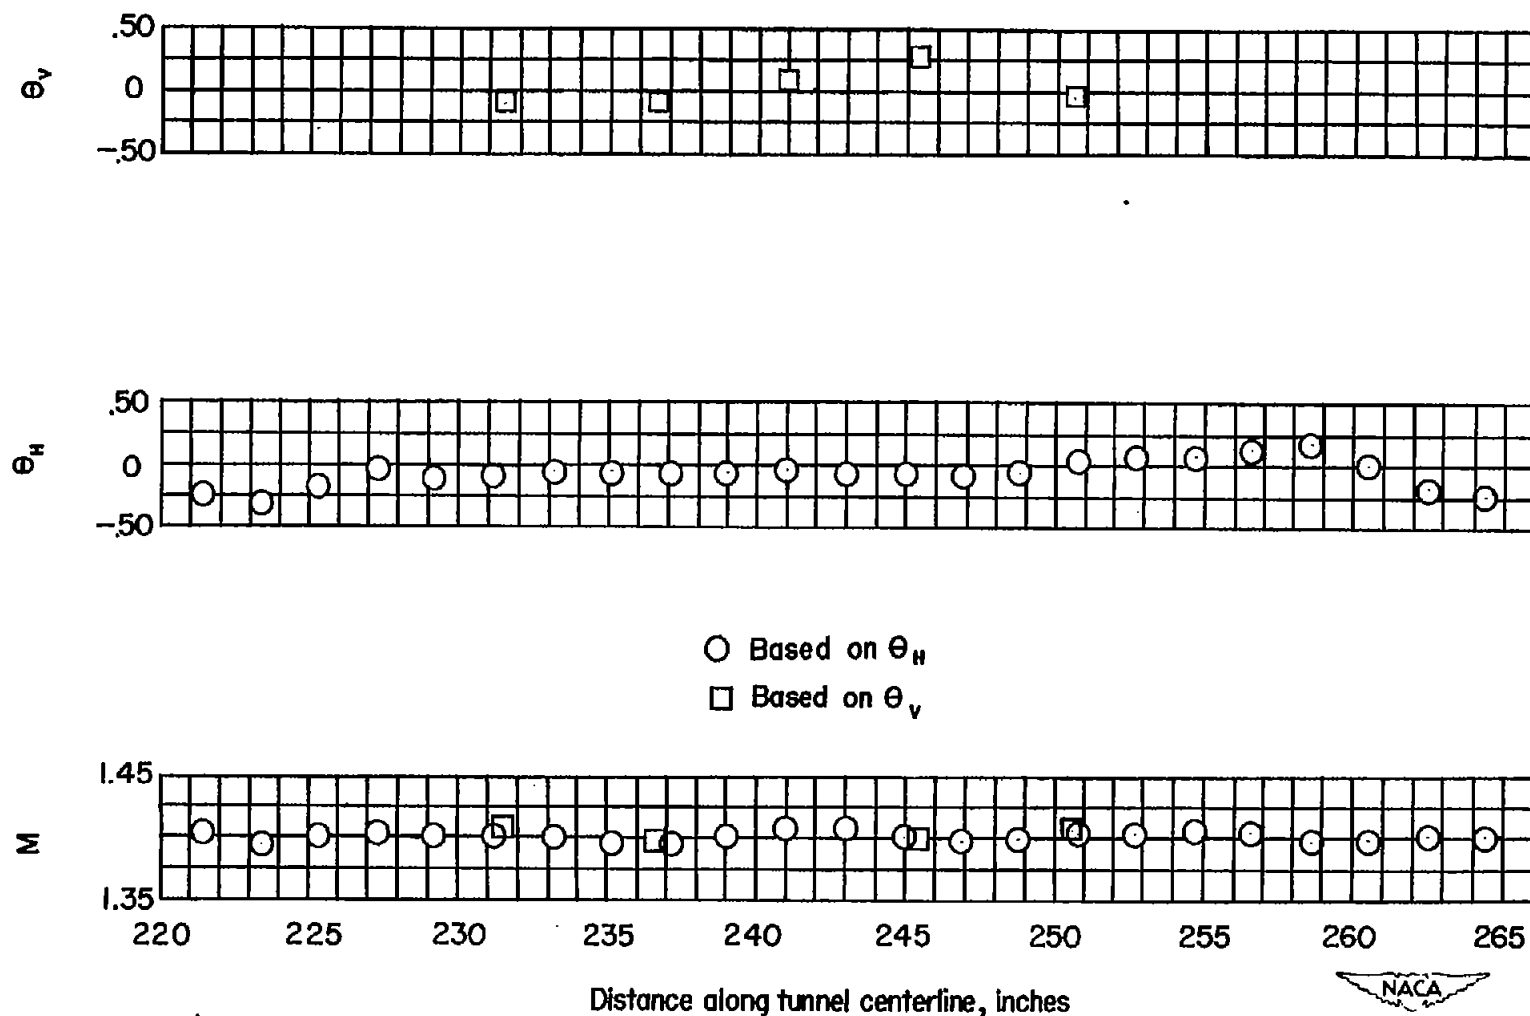 .50
θv
0
-.50
.50
θH
0
-.50
Based on θH
Based on θv
1.45
M
1.35
220 225 230 235 240 245 250 255 260 265
Distance along tunnel centerline, inches
NACA